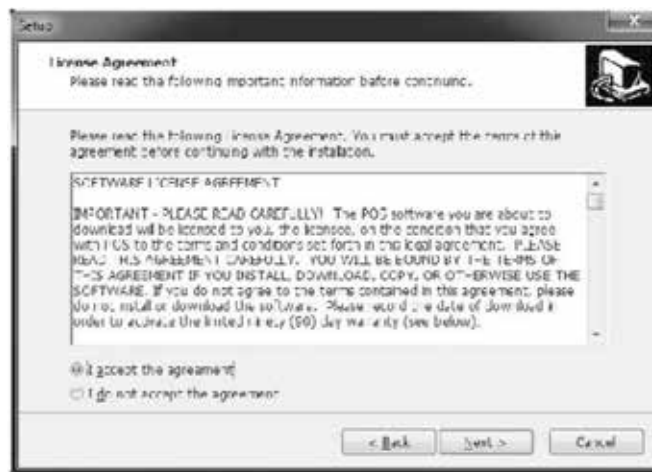 Setup
License Agreement
Please read the following important information before continuing.
Please read the following License Agreement. You must accept the terms of this
agreement before continuing with the installation.
SOFTWARE LICENSE AGREEMENT
IMPORTANT - PLEASE READ CAREFULLY! The POS software you are about to
download will be licensed to you, the licensee, on the condition that you agree
with POS to the terms and conditions set forth in this legal agreement. PLEASE
READ THIS AGREEMENT CAREFULLY. YOU WILL BE BOUND BY THE TERMS OF
THIS AGREEMENT IF YOU INSTALL, DOWNLOAD, COPY, OR OTHERWISE USE THE
SOFTWARE. If you do not agree to the terms contained in this agreement, please
do not install or download the software. Please record the date of download in
order to activate the limited ninety (90) day warranty (see below).
I accept the agreement
I do not accept the agreement
< Back
Next >
Cancel